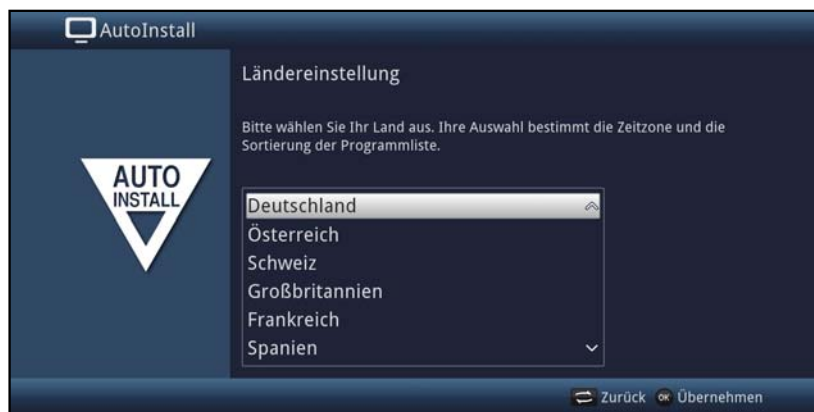 AutoInstall
Ländereinstellung
Bitte wählen Sie Ihr Land aus. Ihre Auswahl bestimmt die Zeitzone und die
Sortierung der Programmliste.
AUTO
INSTALL
Deutschland
Österreich
Schweiz
Großbritannien
Frankreich
Spanien
Zurück OK Übernehmen